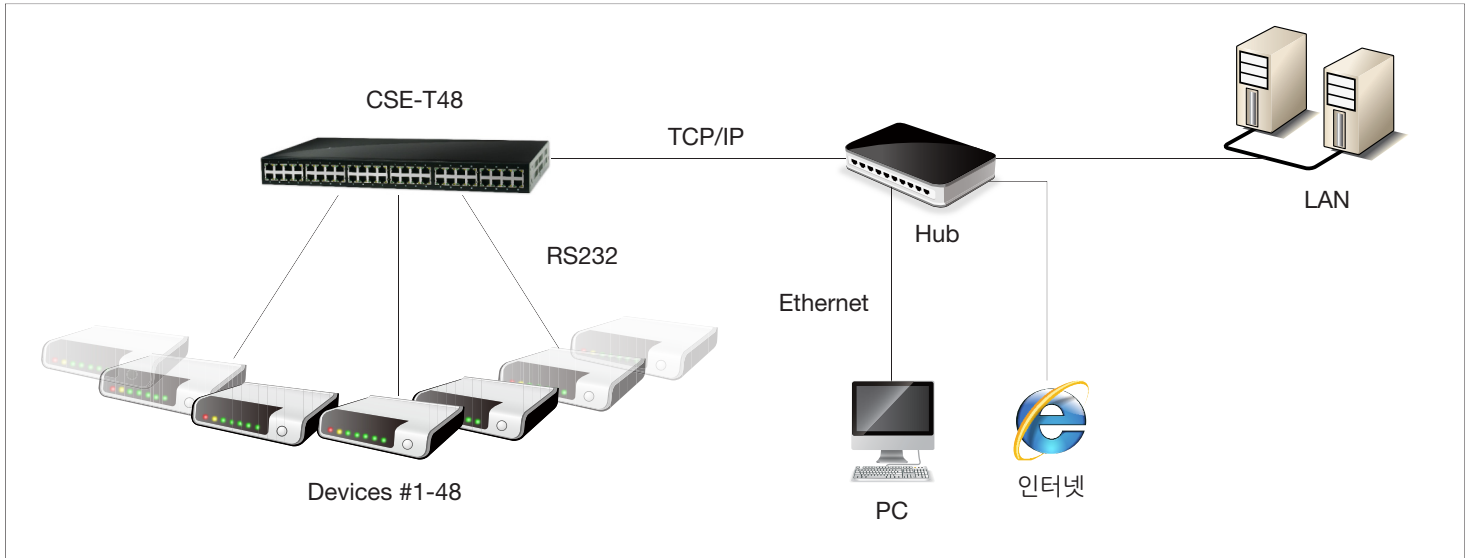 CSE-T48
TCP/IP
LAN
Hub
RS232
Ethernet
Devices #1-48
PC
인터넷